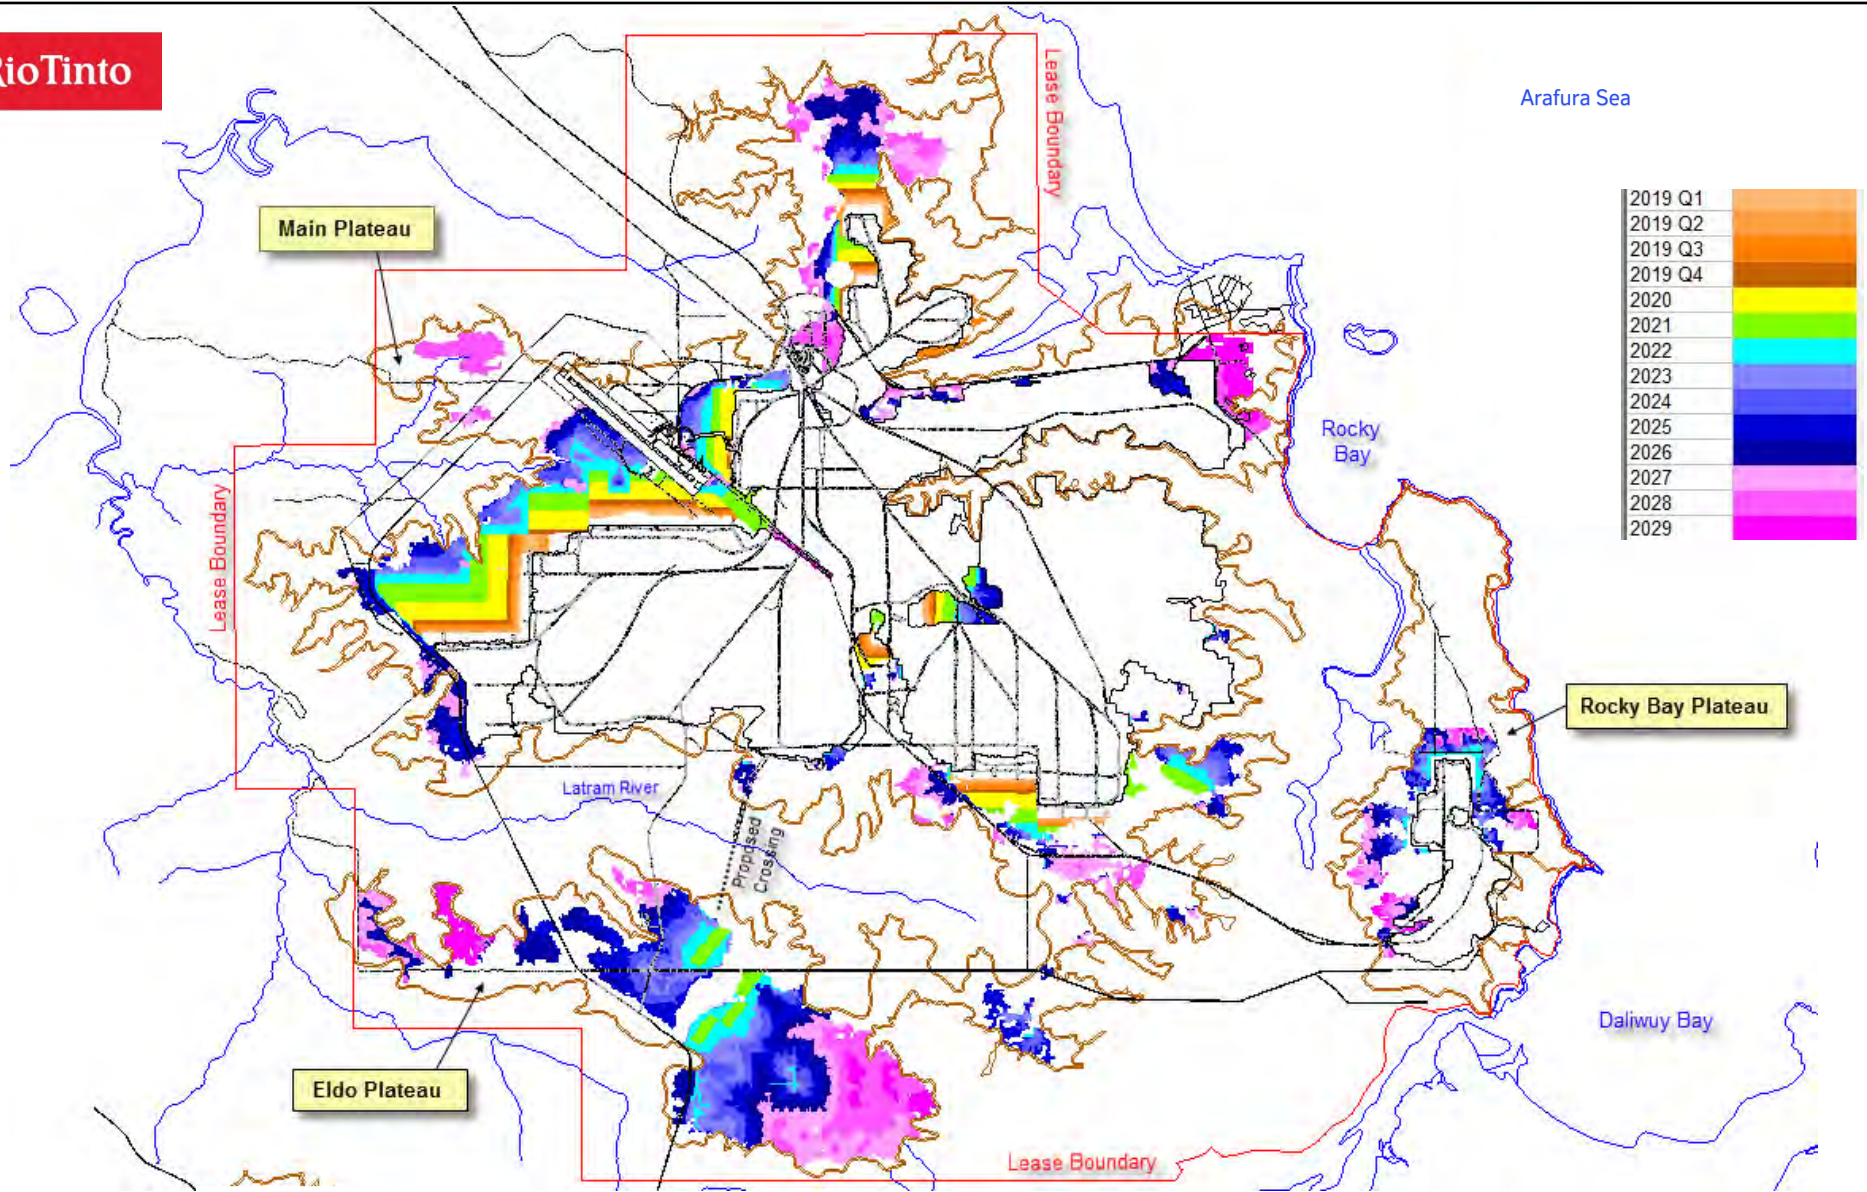 RioTinto
Arafura Sea
Lease Boundary
Main Plateau
2019 Q1
2019 Q2
2019 Q3
2019 Q4
2020
2021
2022
2023
2024
2025
2026
2027
2028
2029
Rocky
Bay
Lease Boundary
Rocky Bay Plateau
Latram River
Proposed
Crossing
Daliwuy Bay
Eldo Plateau
Lease Boundary